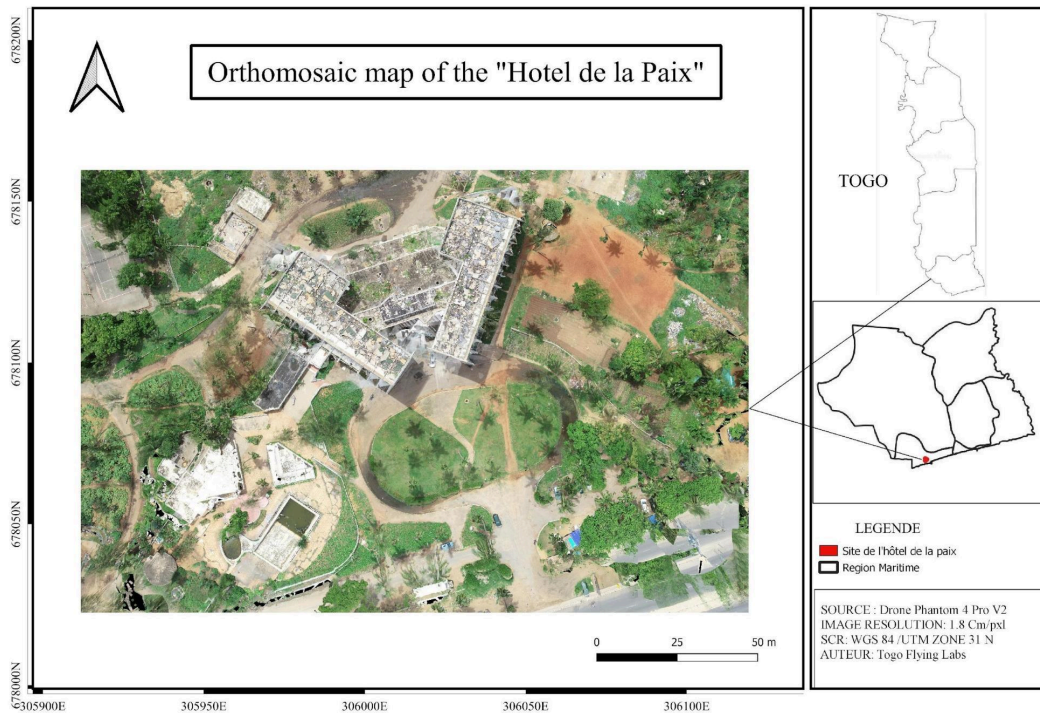 Orthomosaic map of the "Hotel de la Paix"
678200N
678150N
678100N
678050N
678000N
305900E
305950E
306000E
306050E
306100E
0
25
50 m
TOGO
LEGENDE
Site de l'hôtel de la paix
Region Maritime
SOURCE : Drone Phantom 4 Pro V2
IMAGE RESOLUTION: 1.8 Cm/pxl
SCR: WGS 84 /UTM ZONE 31 N
AUTEUR: Togo Flying Labs